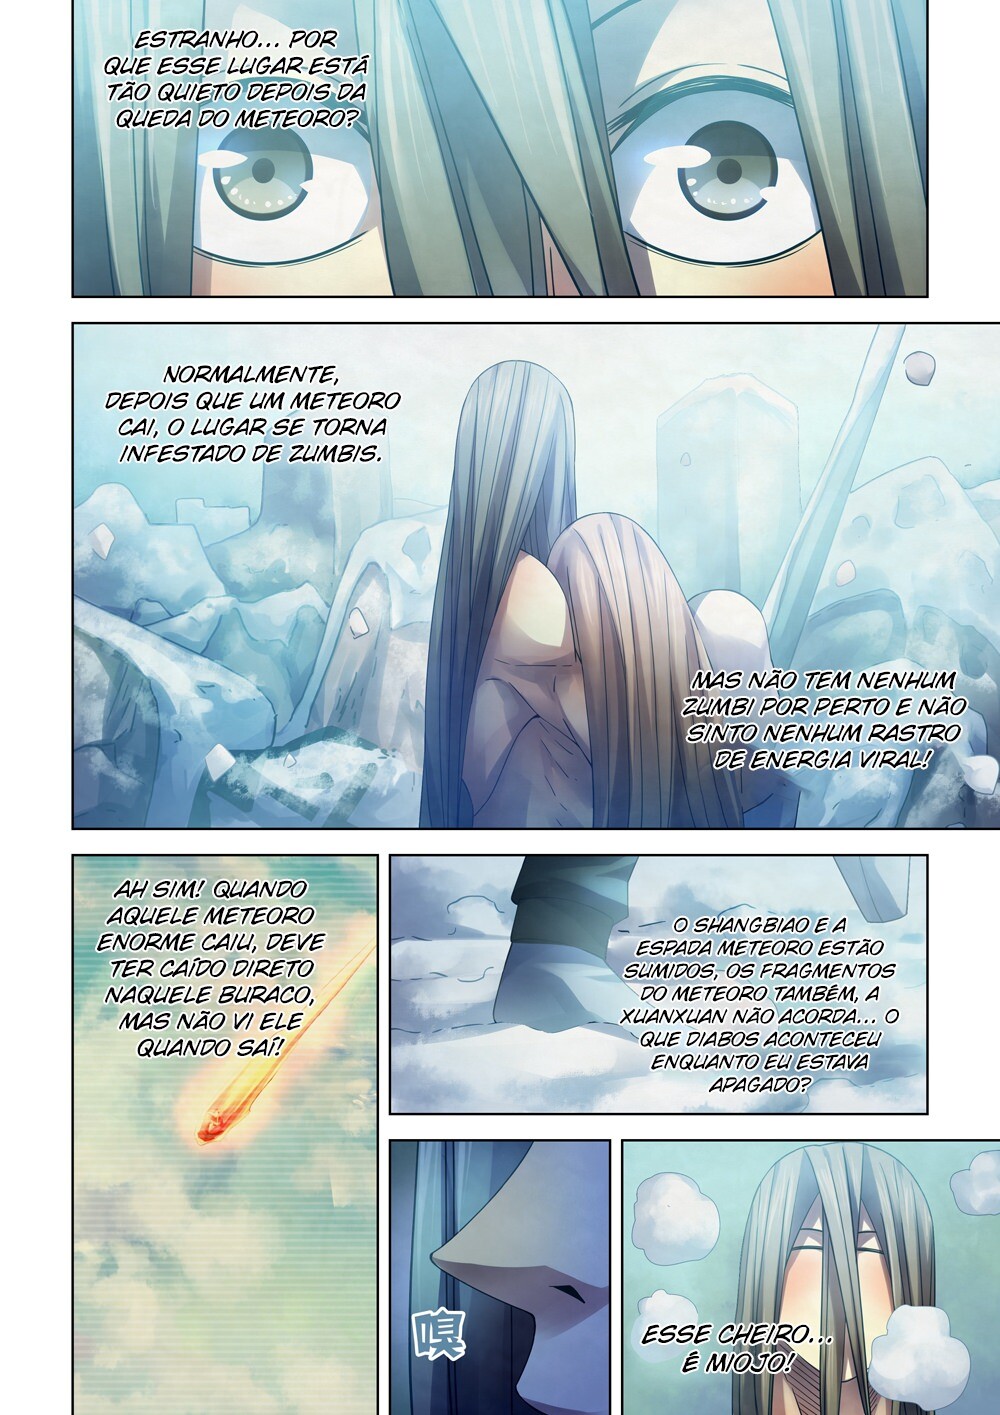 ESTRANHO... POR
QUE ESSE LUGAR ESTÁ
TÃO QUIETO DEPOIS DA
QUEDA DO METEORO?
NORMALMENTE,
DEPOIS QUE UM METEORO
CAI, O LUGAR SE TORNA
INFESTADO DE ZUMBIS.
MAS NÃO TEM NENHUM
ZUMBI POR PERTO E NÃO
SINTO NENHUM RASTRO
DE ENERGIA VIRAL!
AH SIM! QUANDO
AQUELE METEORO
ENORME CAIU, DEVE
TER CAÍDO DIRETO
NAQUELE BURACO,
MAS NÃO VI ELE
QUANDO SAÍ!
O SHANGBIAO E A
ESPADA METEORO ESTÃO
SUMIDOS, OS FRAGMENTOS
DO METEORO TAMBÉM, A
XUANXUAN NÃO ACORDA... O
QUE DIABOS ACONTECEU
ENQUANTO EU ESTAVA
APAGADO?
嗅
ESSE CHEIRO...
É MIOJO!